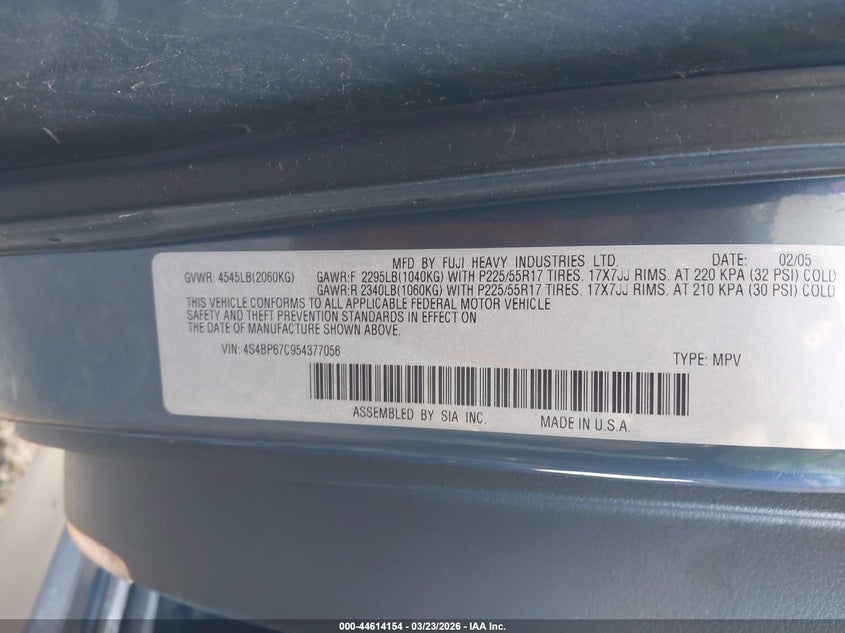 MFD BY FUJI HEAVY INDUSTRIES LTD. DATE: 02/05
GVWR: 4545LB(2060KG) GAWR:F 2295LB(1040KG) WITH P225/55R17 TIRES. 17X7JJ RIMS. AT 220 KPA (32 PSI) COLD
GAWR:R 2340LB(1060KG) WITH P225/55R17 TIRES. 17X7JJ RIMS. AT 210 KPA (30 PSI) COLD
THIS VEHICLE CONFORMS TO ALL APPLICABLE FEDERAL MOTOR VEHICLE
SAFETY AND THEFT PREVENTION STANDARDS IN EFFECT ON
THE DATE OF MANUFACTURE SHOWN ABOVE.
VIN: 4S4BP67C954377056 TYPE: MPV
ASSEMBLED BY SIA INC. MADE IN U.S.A.
000-44614154 - 03/23/2026 - IAA Inc.